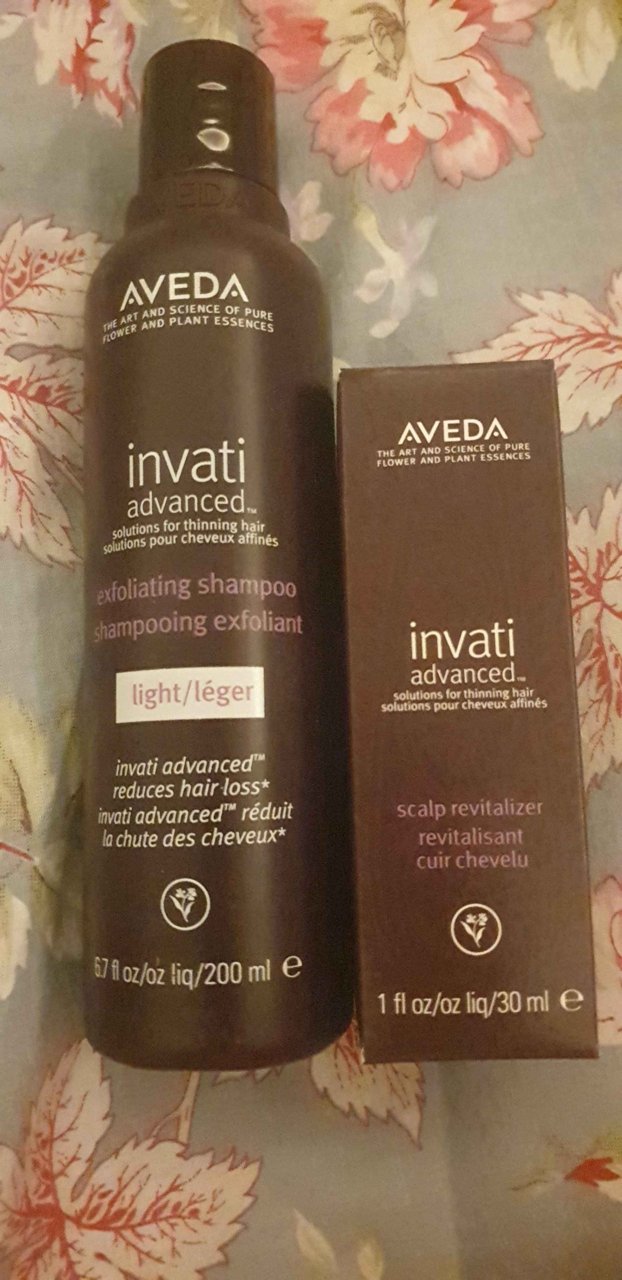 AVEDA
AVEDA
THE ART AND SCIENCE OF PURE
FLOWER AND PLANT ESSENCES
invati
advanced™
solutions for thinning hair
solutions pour cheveux affinés
exfoliating shampoo
shampooing exfoliant
light/léger
invati advanced™
reduces hair loss*
invati advanced™ réduit
la chute des cheveux*
6.7 fl oz/oz liq/200 ml e
AVEDA
THE ART AND SCIENCE OF PURE
FLOWER AND PLANT ESSENCES
invati
advanced™
solutions for thinning hair
solutions pour cheveux affinés
scalp revitalizer
revitalisant
cuir chevelu
1 fl oz/oz liq/30 ml e